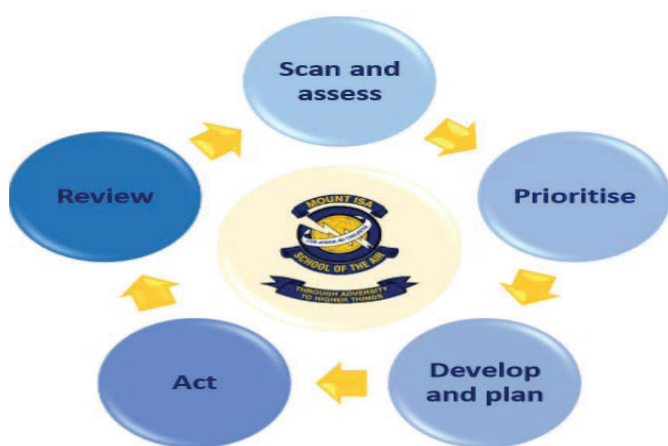 Scan and
assess
Prioritise
Develop
and plan
Act
Review
MOUNT ISA
SCHOOL OF THE AIR
THROUGH ADVERSITY
TO HIGHER THINGS